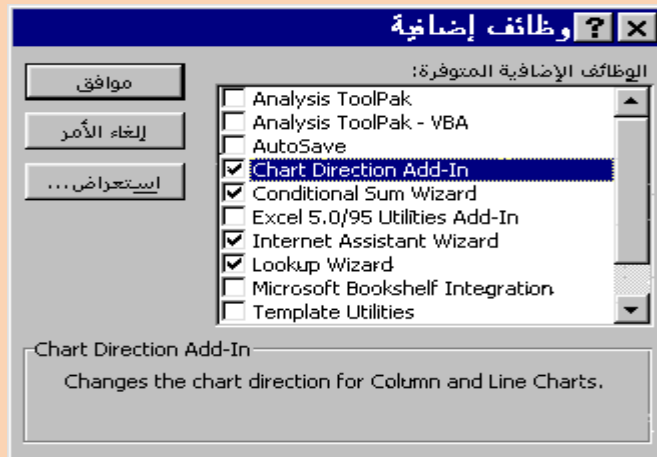 وظائف إضافية
الوظائف الإضافية المتوفرة:
Analysis ToolPak
Analysis ToolPak - VBA
AutoSave
Chart Direction Add-In
Conditional Sum Wizard
Excel 5.0/95 Utilities Add-In
Internet Assistant Wizard
Lookup Wizard
Microsoft Bookshelf Integration
Template Utilities
موافق
إلغاء الأمر
استعراض...
Chart Direction Add-In
Changes the chart direction for Column and Line Charts.